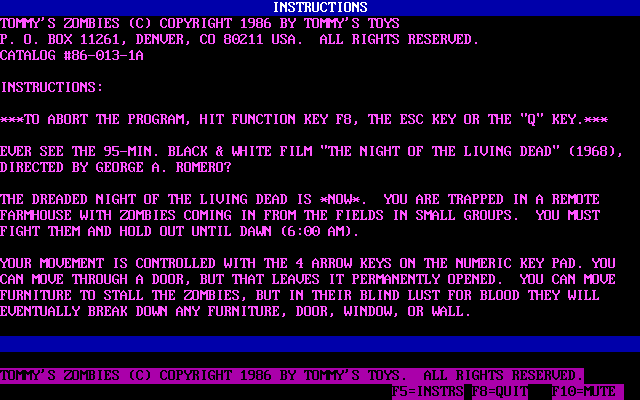 INSTRUCTIONS
TOMMY'S ZOMBIES (C) COPYRIGHT 1986 BY TOMMY'S TOYS
P. O. BOX 11261, DENVER, CO 80211 USA.  ALL RIGHTS RESERVED.
CATALOG #86-013-1A
INSTRUCTIONS:
***TO ABORT THE PROGRAM, HIT FUNCTION KEY F8, THE ESC KEY OR THE "Q" KEY.***
EVER SEE THE 95-MIN. BLACK & WHITE FILM "THE NIGHT OF THE LIVING DEAD" (1968),
DIRECTED BY GEORGE A. ROMERO?
THE DREADED NIGHT OF THE LIVING DEAD IS *NOW*.  YOU ARE TRAPPED IN A REMOTE
FARMHOUSE WITH ZOMBIES COMING IN FROM THE FIELDS IN SMALL GROUPS.  YOU MUST
FIGHT THEM AND HOLD OUT UNTIL DAWN (6:00 AM).
YOUR MOVEMENT IS CONTROLLED WITH THE 4 ARROW KEYS ON THE NUMERIC KEY PAD. YOU
CAN MOVE THROUGH A DOOR, BUT THAT LEAVES IT PERMANENTLY OPENED.  YOU CAN MOVE
FURNITURE TO STALL THE ZOMBIES, BUT IN THEIR BLIND LUST FOR BLOOD THEY WILL
EVENTUALLY BREAK DOWN ANY FURNITURE, DOOR, WINDOW, OR WALL.
TOMMY'S ZOMBIES (C) COPYRIGHT 1986 BY TOMMY'S TOYS.  ALL RIGHTS RESERVED.
F5=INSTRS F8=QUIT  F10=MUTE